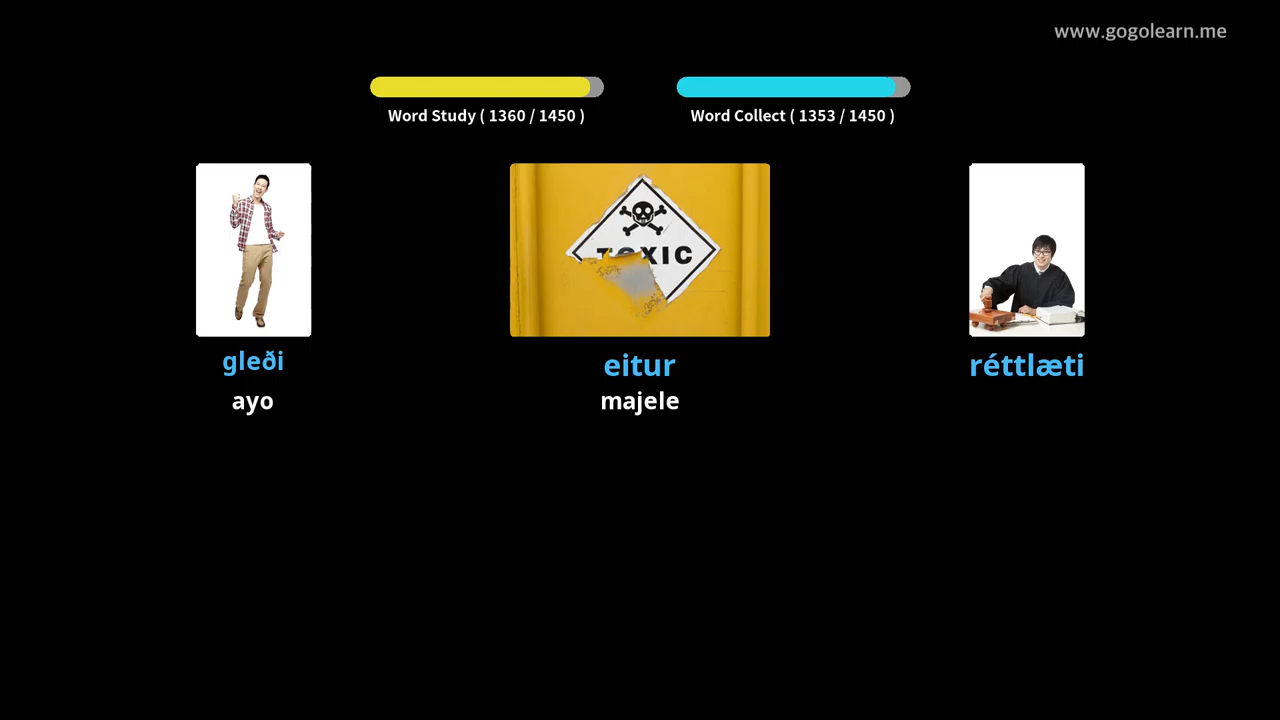 www.gogolearn.me
Word Study ( 1360 / 1450 )
Word Collect ( 1353 / 1450 )
TOXIC
gleði
eitur
réttlæti
ayo
majele